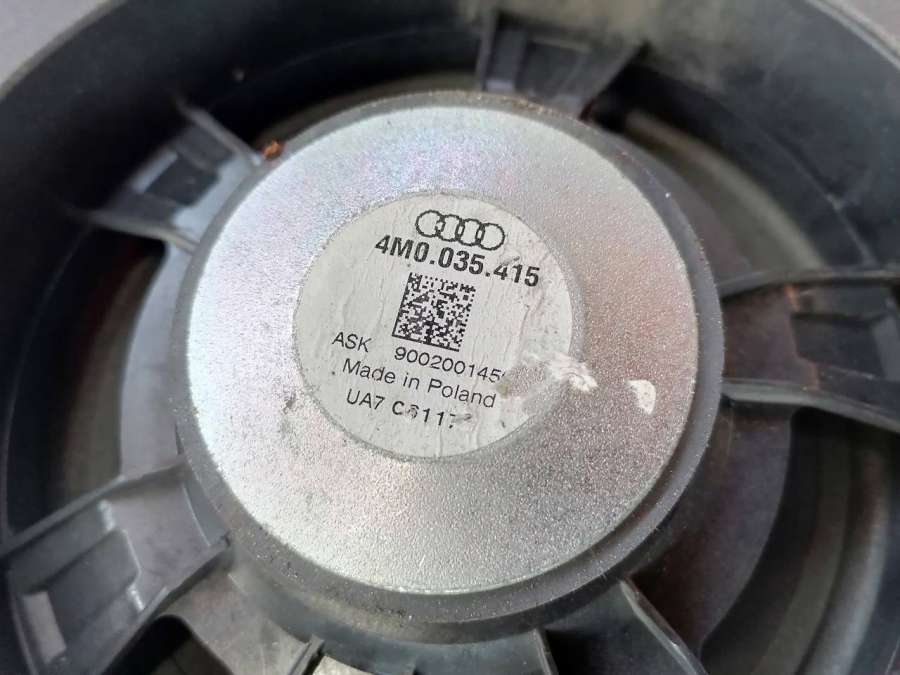 4M0.035.415
ASK
Made in Poland
UA7